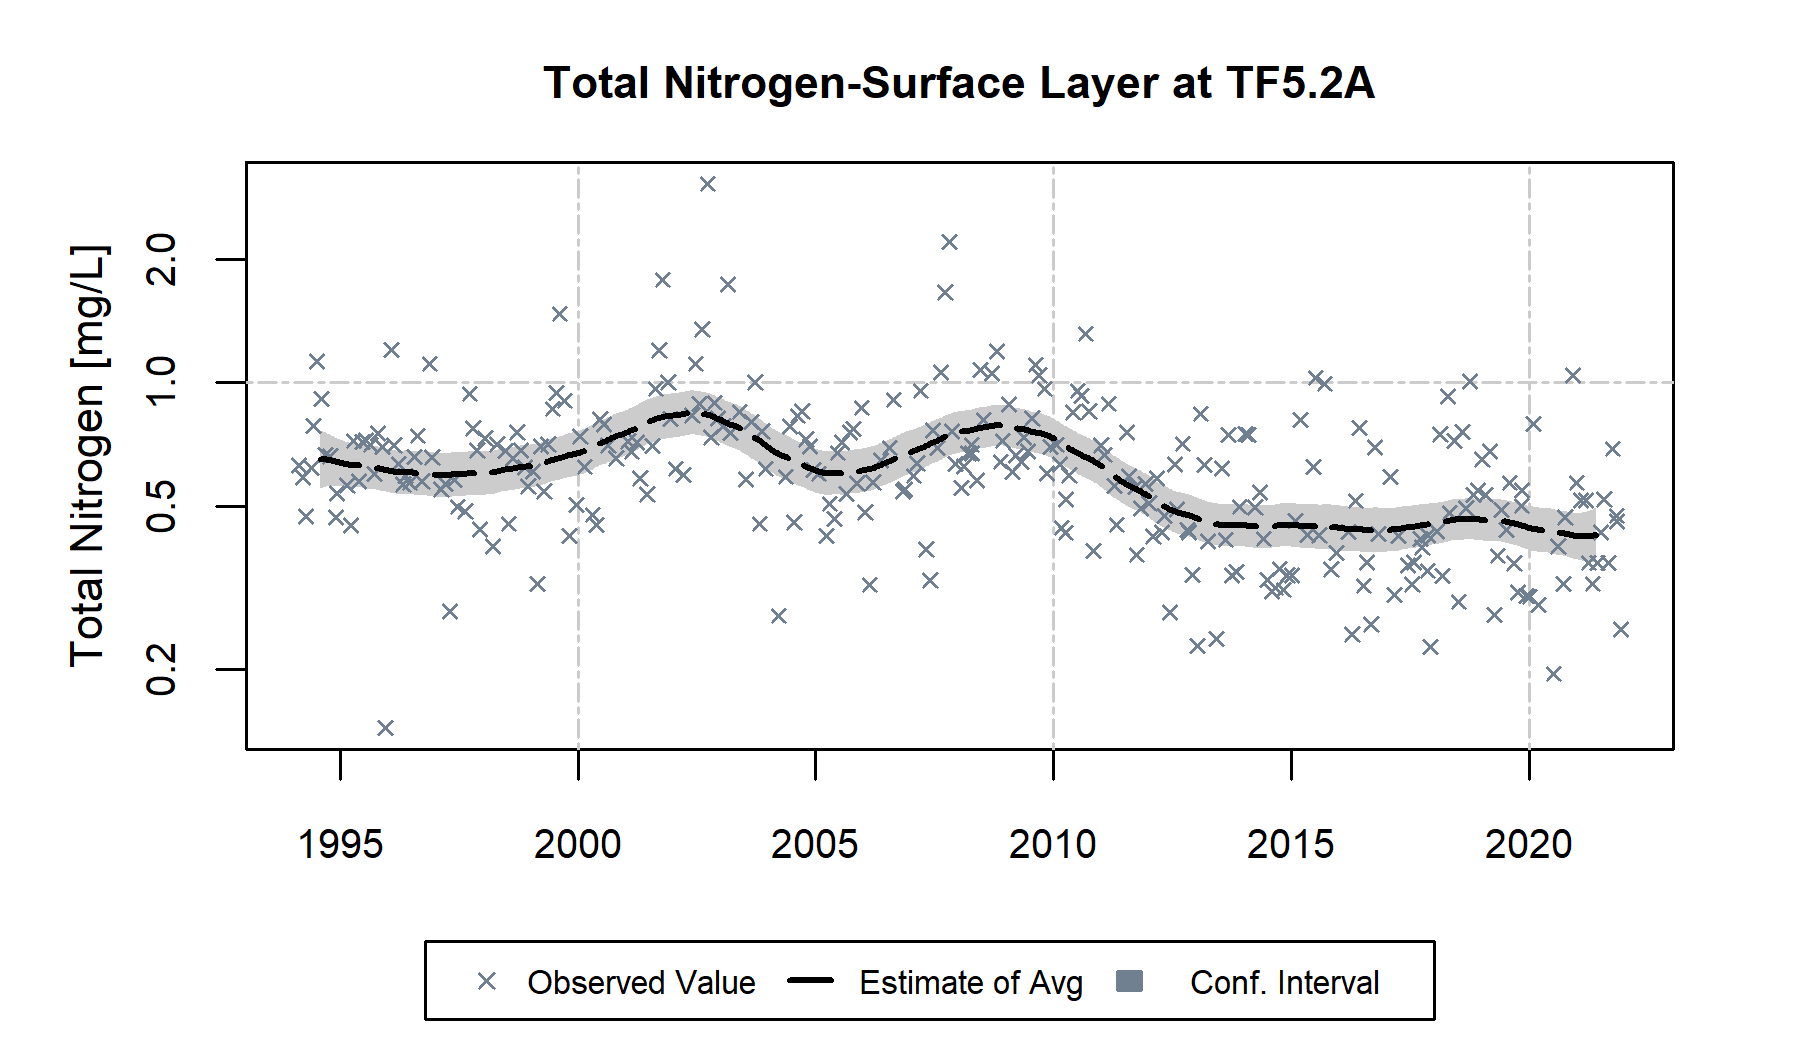 Total Nitrogen-Surface Layer at TF5.2A
Total Nitrogen [mg/L]
2.0
1.0
0.5
0.2
1995 2000 2005 2010 2015 2020
Observed Value Estimate of Avg Conf. Interval